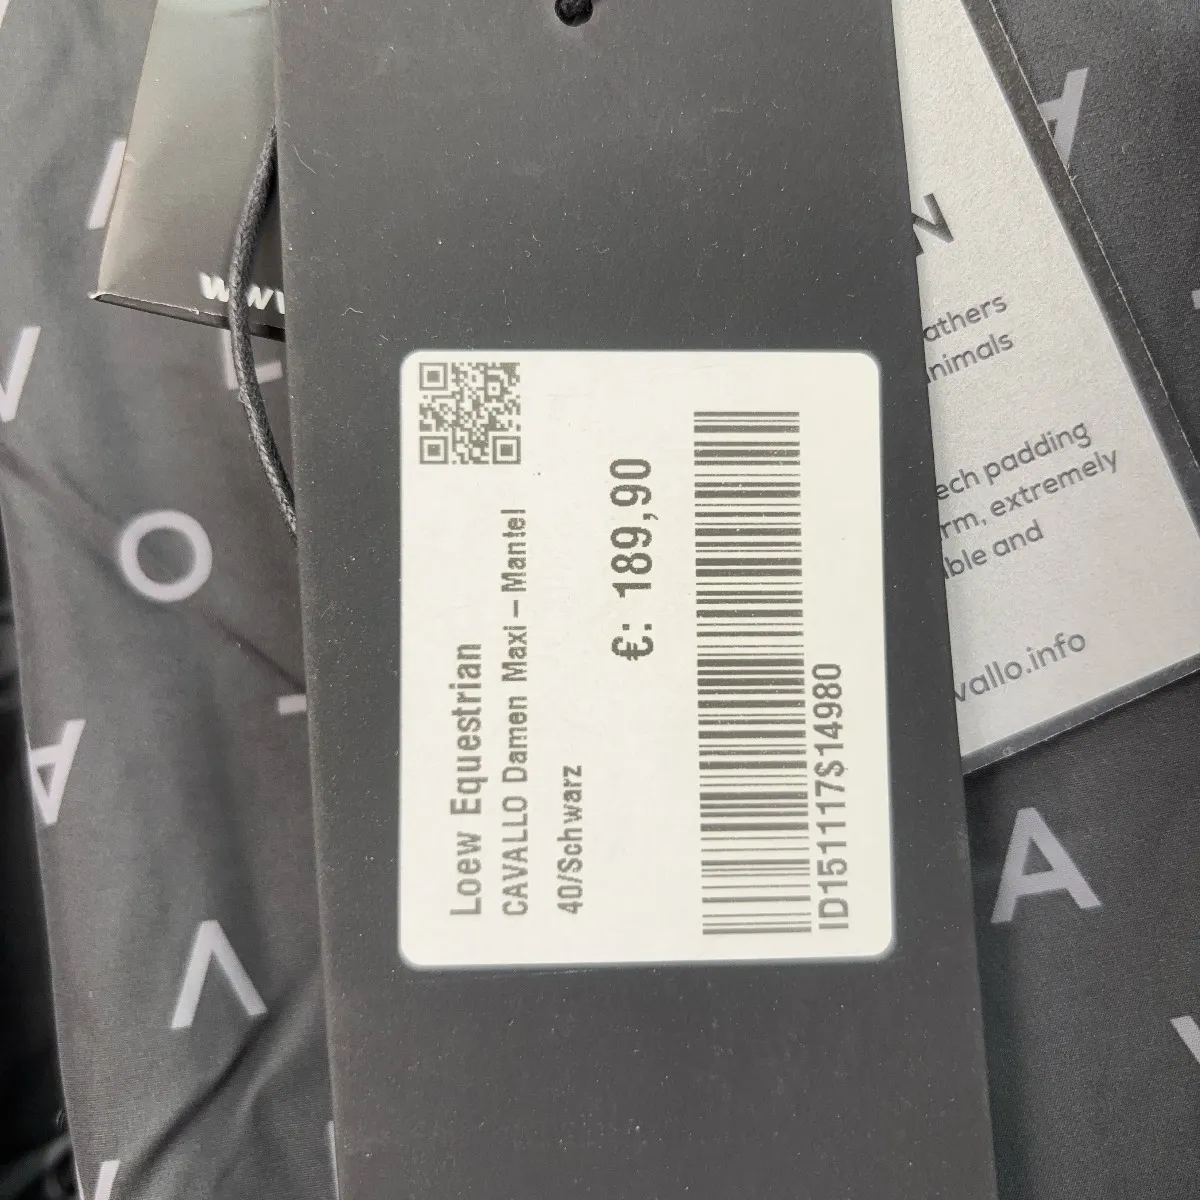 Loew Equestrian
CAVALLO Damen Maxi - Mantel
40/Schwarz
€: 189,90
ID151117$14980
www
N
athers
nimals
ech padding
rm, extremely
ble and
vallo.info